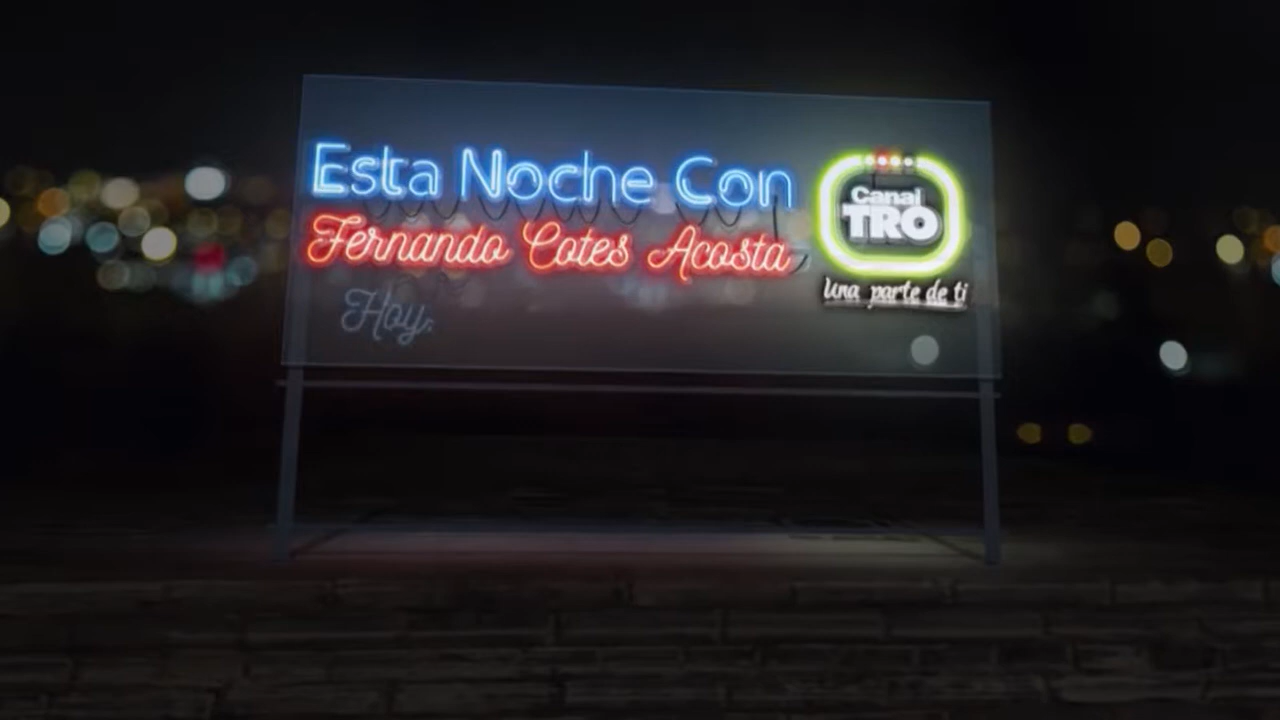 Esta Noche Con
Fernando Cotes Acosta
Hoy:
Canal
TRO
Una parte de ti